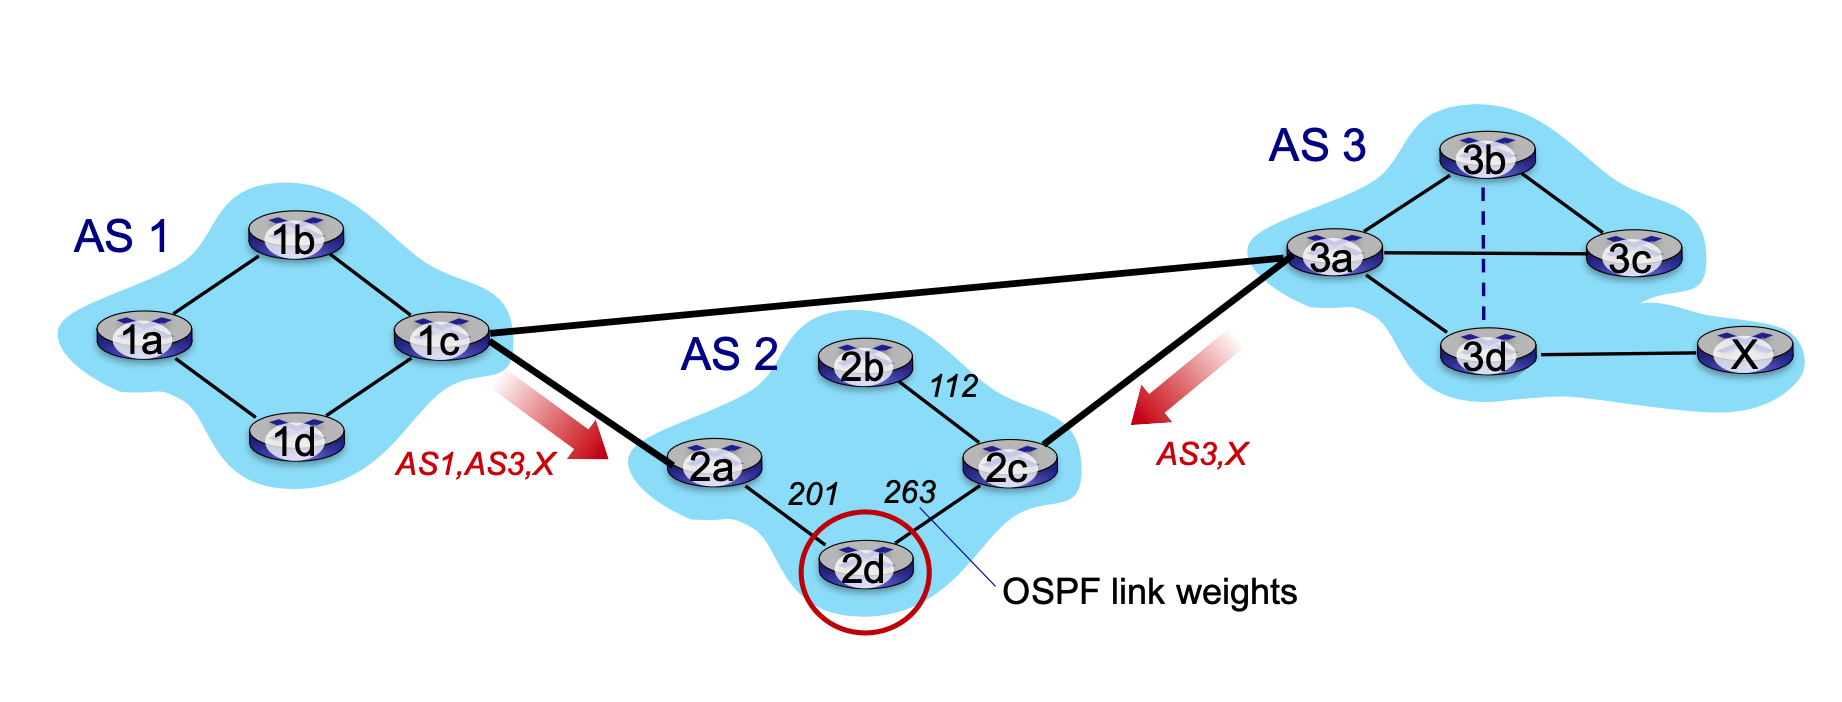 AS 3
3b
AS 1
1b
3a
3c
1a
1c
AS 2
2b
3d
X
112
1d
AS1,AS3,X
2a
2c
AS3,X
201
263
2d
OSPF link weights